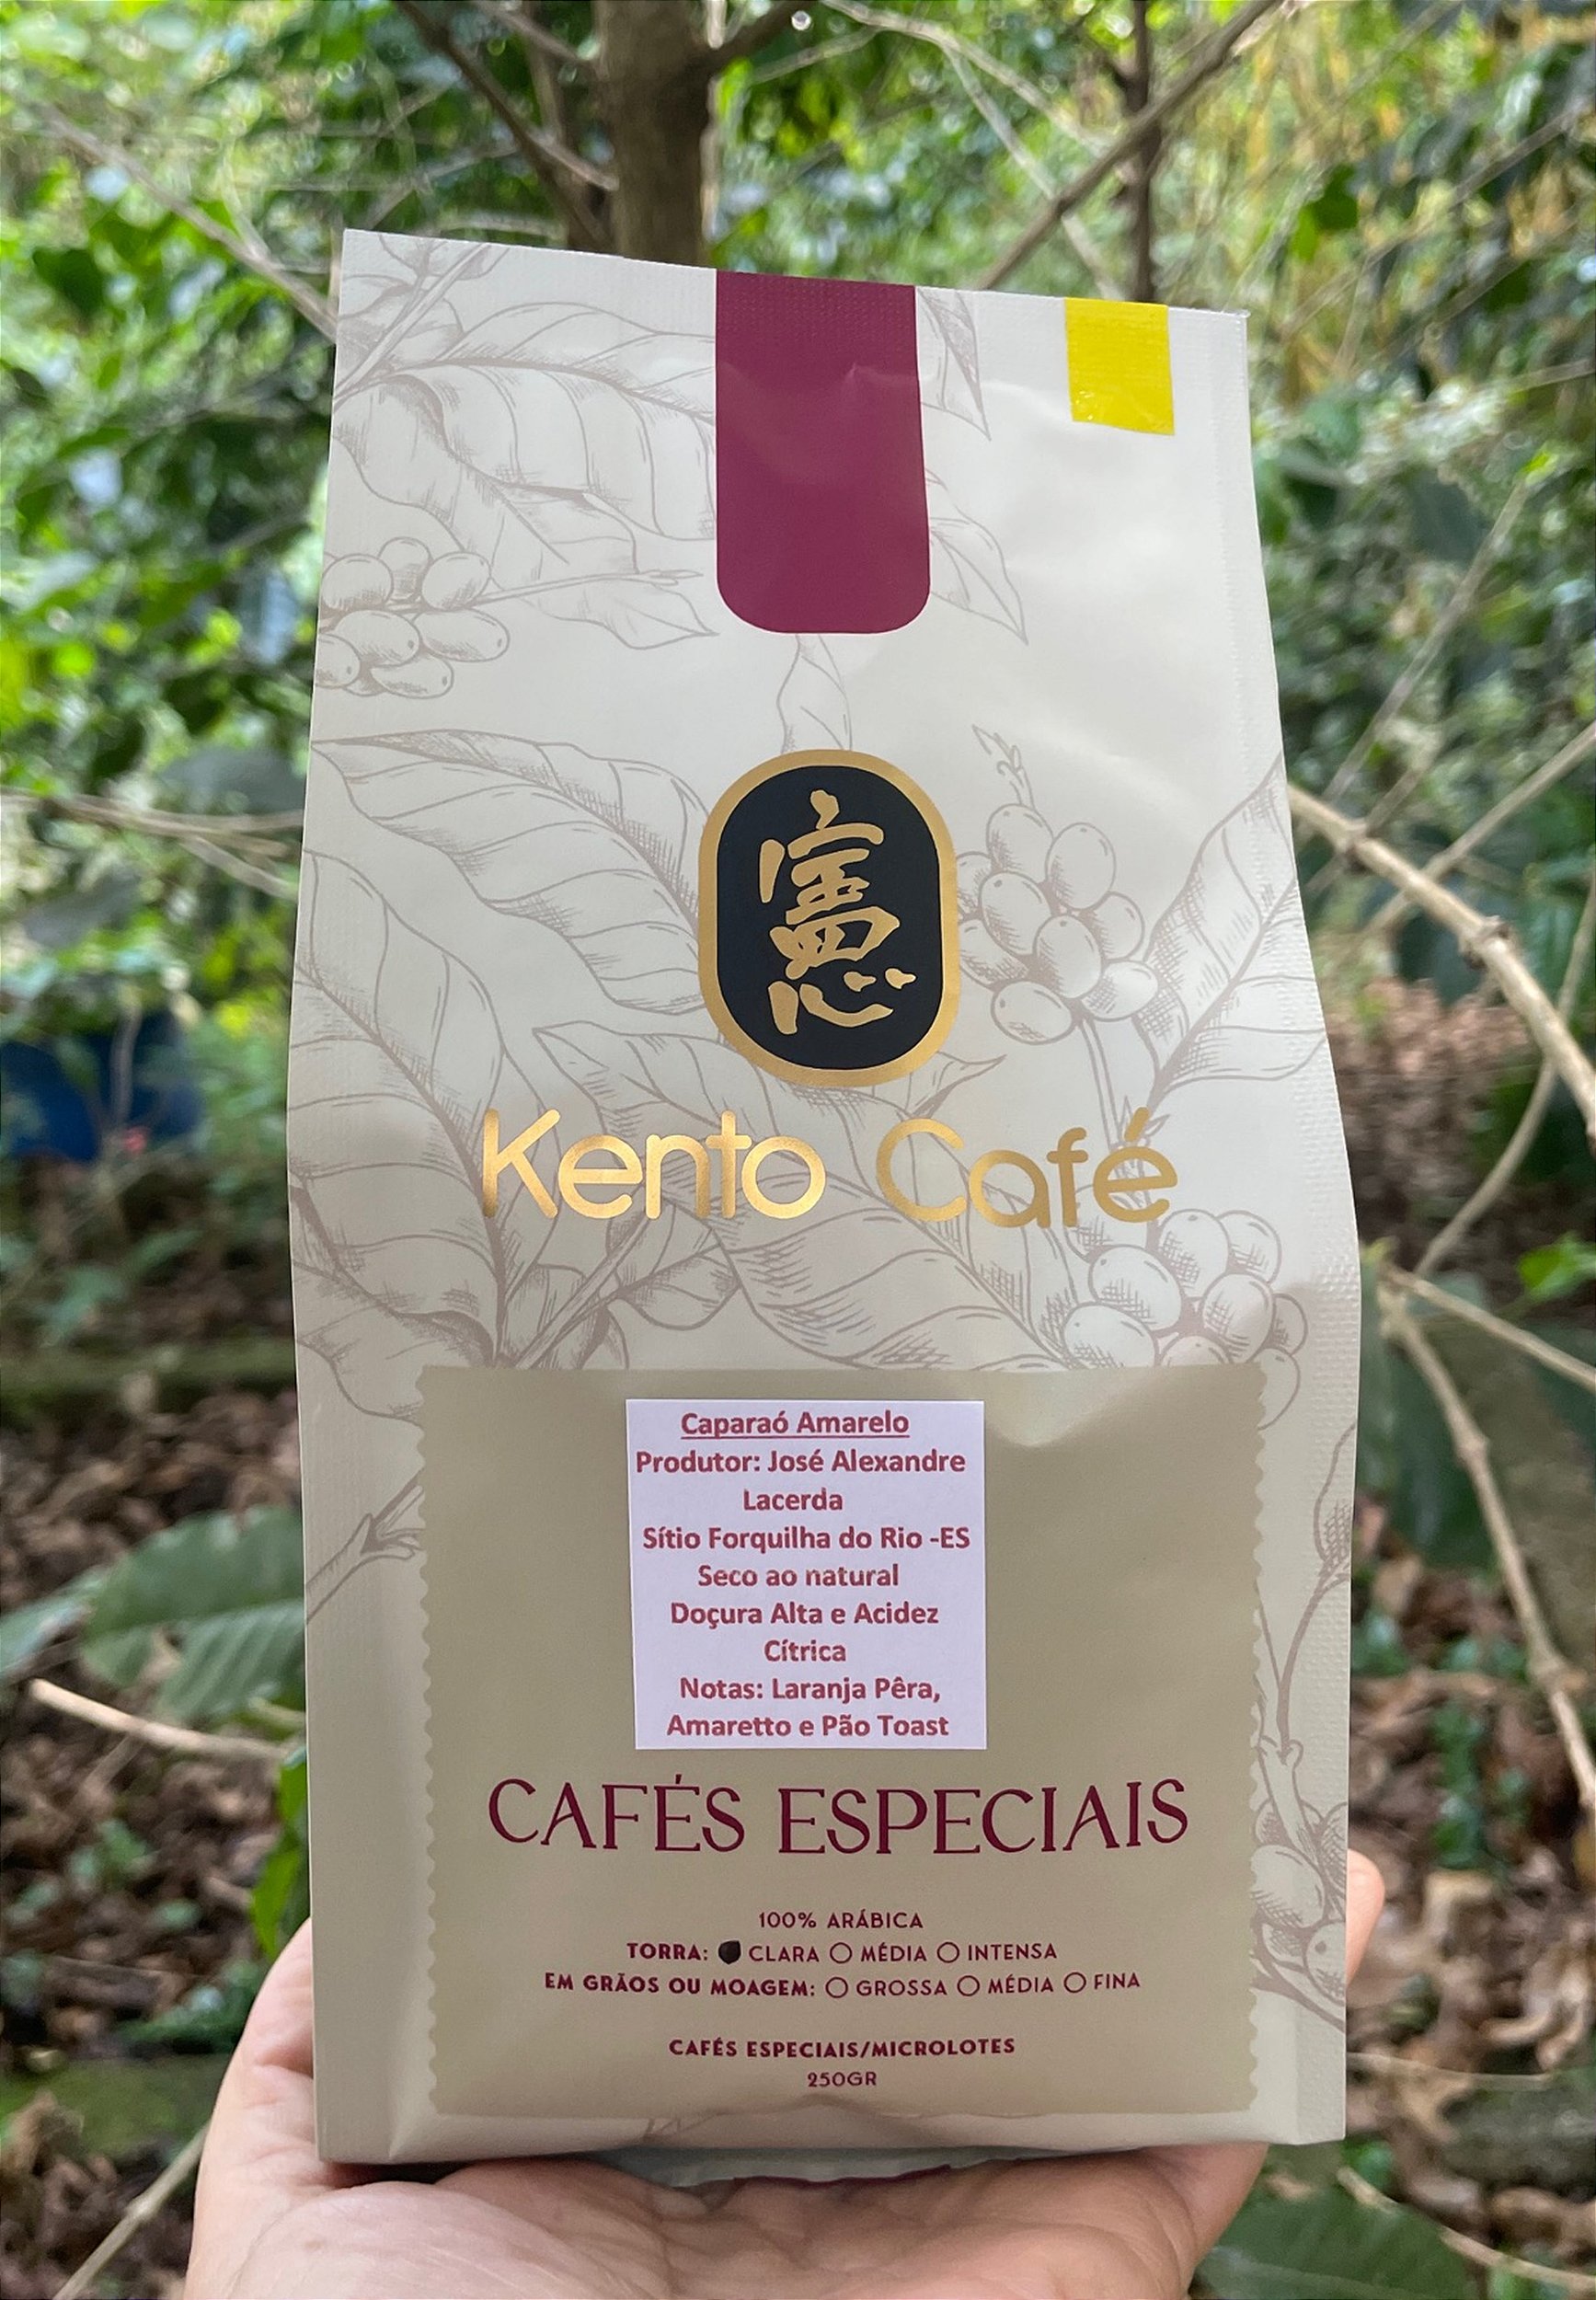 憲
Kento Café
Caparaó Amarelo
Produtor: José Alexandre
Lacerda
Sítio Forquilha do Rio -ES
Seco ao natural
Doçura Alta e Acidez
Cítrica
Notas: Laranja Pêra,
Amaretto e Pão Toast
CAFÉS ESPECIAIS
100% ARÁBICA
TORRA: CLARA MÉDIA INTENSA
EM GRÃOS OU MOAGEM: GROSSA MÉDIA FINA
CAFÉS ESPECIAIS/MICROLOTES
250GR